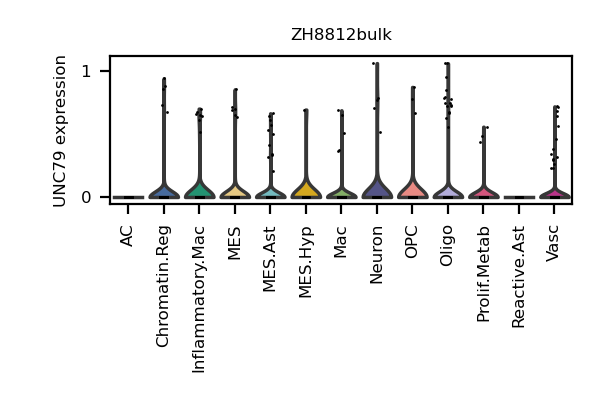 ZH8812bulk
UNC79 expression
1
0
AC
Chromatin.Reg
Inflammatory.Mac
MES
MES.Ast
MES.Hyp
Mac
Neuron
OPC
Oligo
Prolif.Metab
Reactive.Ast
Vasc